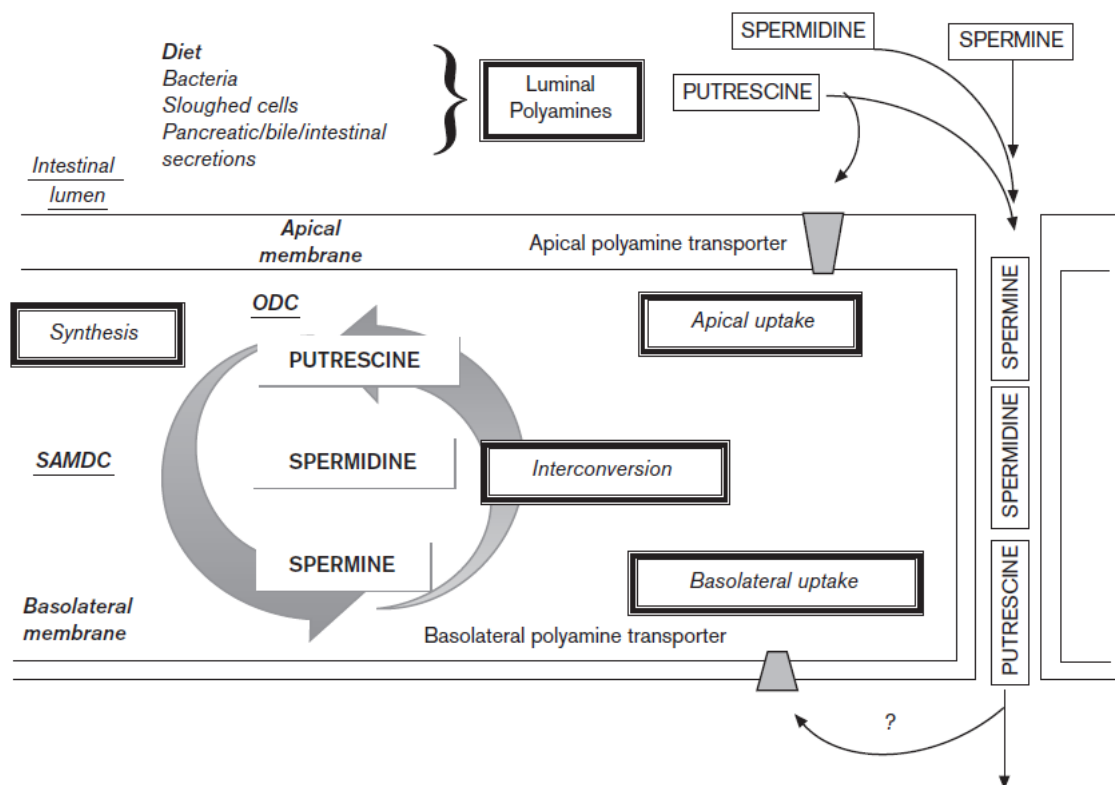 Diet
Bacteria
Sloughed cells
Pancreatic/bile/intestinal
secretions
Luminal
Polyamines
SPERMIDINE
SPERMINE
PUTRESCINE
Intestinal
lumen
Apical
membrane
Apical polyamine transporter
Synthesis
ODC
Apical uptake
PUTRESCINE
SAMDC
SPERMIDINE
Interconversion
SPERMINE
Basolateral uptake
Basolateral
membrane
Basolateral polyamine transporter
SPERMINE
SPERMIDINE
PUTRESCINE
?